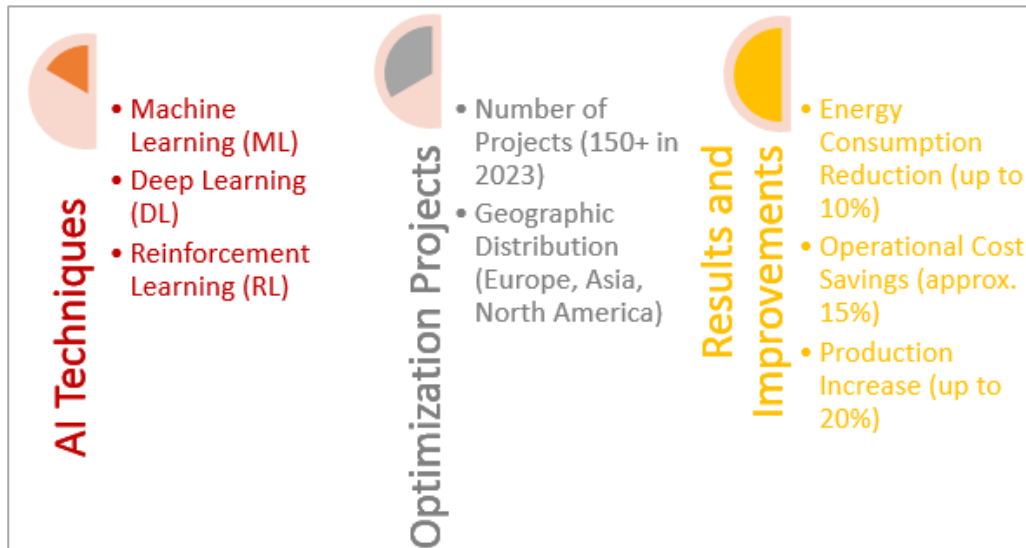 AI Techniques
• Machine
Learning (ML)
• Deep Learning
(DL)
• Reinforcement
Learning (RL)
Optimization Projects
• Number of
Projects (150+ in
2023)
• Geographic
Distribution
(Europe, Asia,
North America)
Results and
Improvements
• Energy
Consumption
Reduction (up to
10%)
• Operational Cost
Savings (approx.
15%)
• Production
Increase (up to
20%)